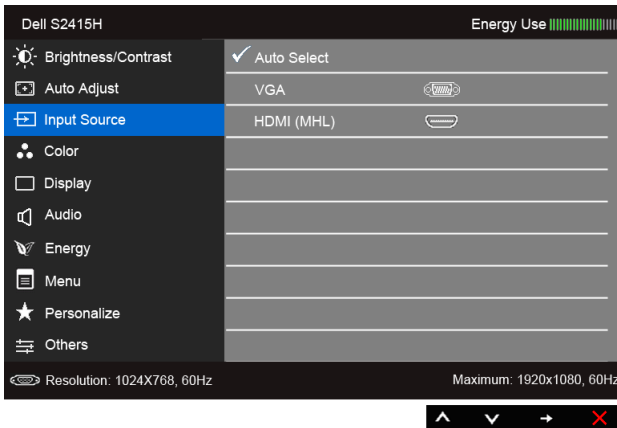 Dell S2415H
Energy Use
Brightness/Contrast
Auto Adjust
Input Source
Color
Display
Audio
Energy
Menu
Personalize
Others
Auto Select
VGA
HDMI (MHL)
Resolution: 1024X768, 60Hz
Maximum: 1920x1080, 60Hz